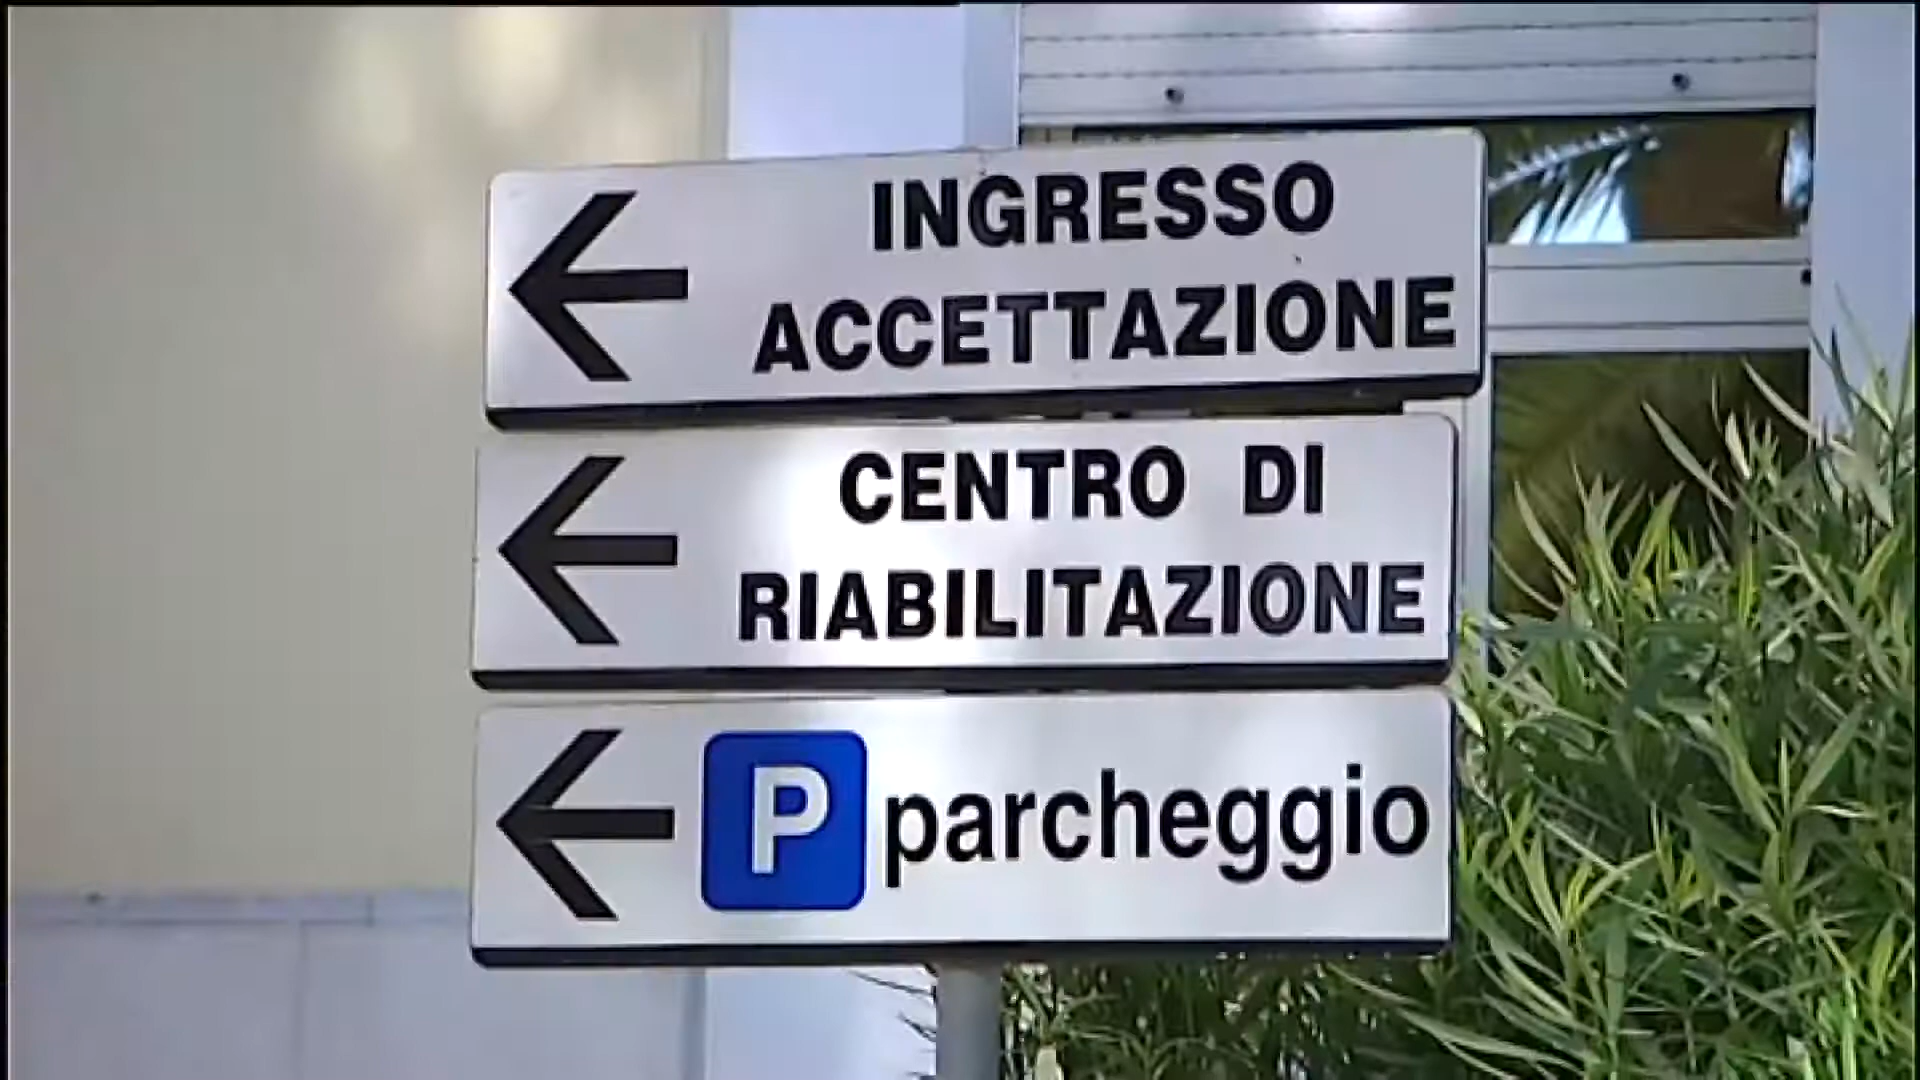 INGRESSO
ACCETTAZIONE
CENTRO DI
RIABILITAZIONE
P parcheggio